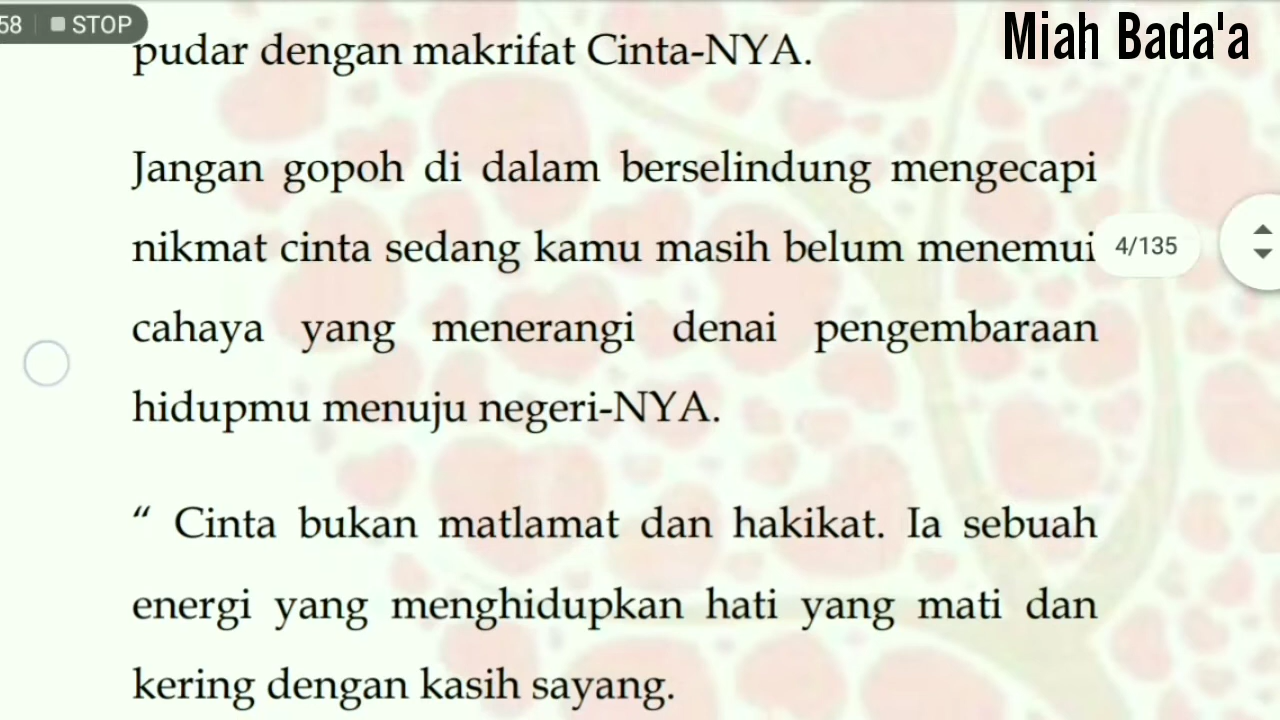 58 STOP
Miah Bada'a
pudar dengan makrifat Cinta-NYA.
Jangan gopoh di dalam berselindung mengecapi
nikmat cinta sedang kamu masih belum menemui
4/135
cahaya yang menerangi denai pengembaraan
hidupmu menuju negeri-NYA.
“ Cinta bukan matlamat dan hakikat. Ia sebuah
energi yang menghidupkan hati yang mati dan
kering dengan kasih sayang.